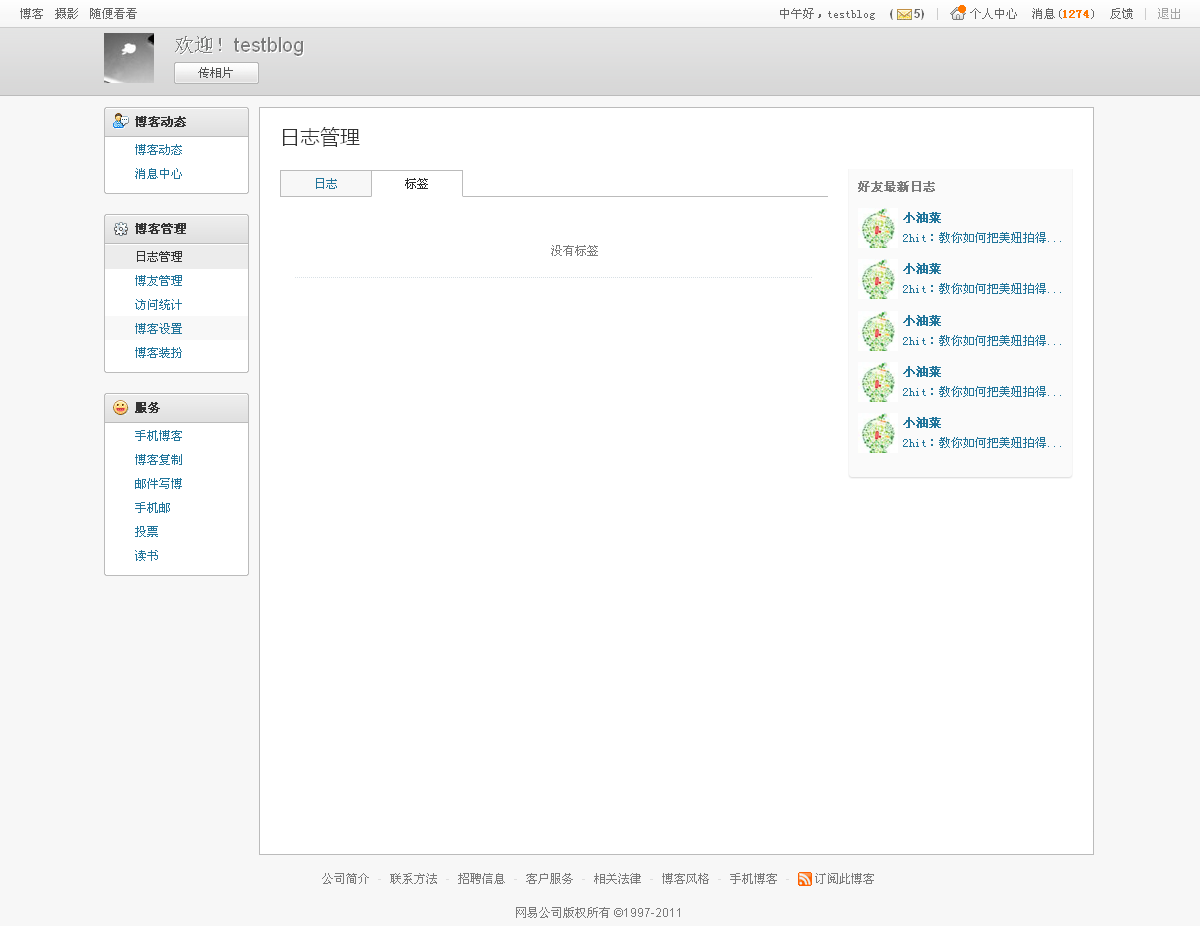 博客 摄影 随便看看
中午好，testblog (5) 个人中心 消息(1274) 反馈 退出
欢迎！testblog
传相片
博客动态
博客动态
消息中心
博客管理
日志管理
博友管理
访问统计
博客设置
博客装扮
服务
手机博客
博客复制
邮件写博
手机邮
投票
读书
日志管理
日志 标签
没有标签
好友最新日志
小油菜
2hit：教你如何把美妞拍得...
小油菜
2hit：教你如何把美妞拍得...
小油菜
2hit：教你如何把美妞拍得...
小油菜
2hit：教你如何把美妞拍得...
小油菜
2hit：教你如何把美妞拍得...
公司简介 - 联系方法 - 招聘信息 - 客户服务 - 相关法律 - 博客风格 - 手机博客 - 订阅此博客
网易公司版权所有 ©1997-2011